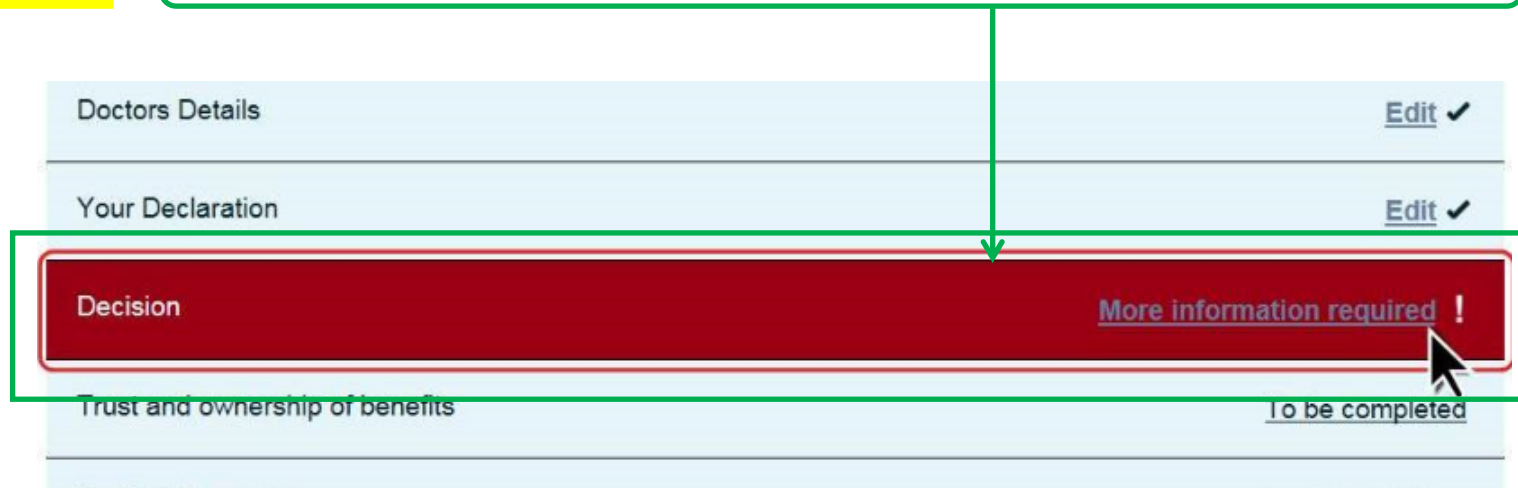 Doctors Details Edit ✓
Your Declaration Edit ✓
Decision More information required !
Trust and ownership of benefits To be completed